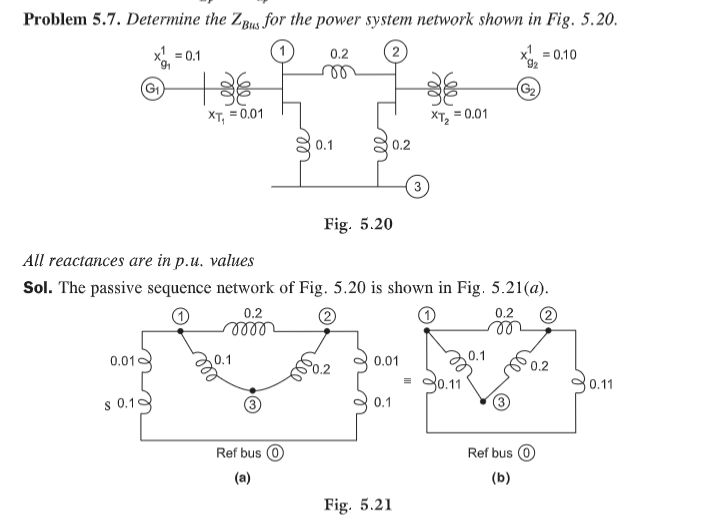 Problem 5.7. Determine the Z_Bus for the power system network shown in Fig. 5.20.
x¹_g₁ = 0.1
1
0.2
2
x¹_g₂ = 0.10
G₁
G₂
x_T₁ = 0.01
x_T₂ = 0.01
0.1
0.2
3
Fig. 5.20
All reactances are in p.u. values
Sol. The passive sequence network of Fig. 5.20 is shown in Fig. 5.21(a).
1
0.2
2
0.01
0.1
0.2
0.01
s 0.1
3
0.1
Ref bus 0
(a)
≡
1
0.2
2
0.1
0.2
0.11
0.11
3
Ref bus 0
(b)
Fig. 5.21